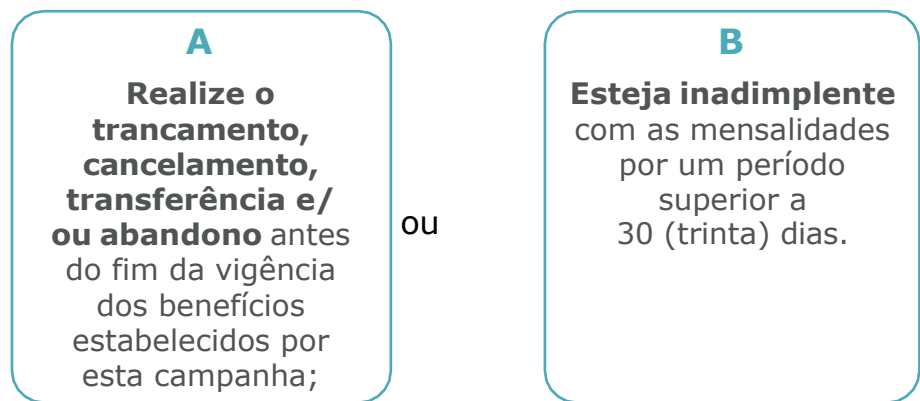 A
Realize o
trancamento,
cancelamento,
transferência e/
ou abandono antes
do fim da vigência
dos benefícios
estabelecidos por
esta campanha;
ou
B
Esteja inadimplente
com as mensalidades
por um período
superior a
30 (trinta) dias.